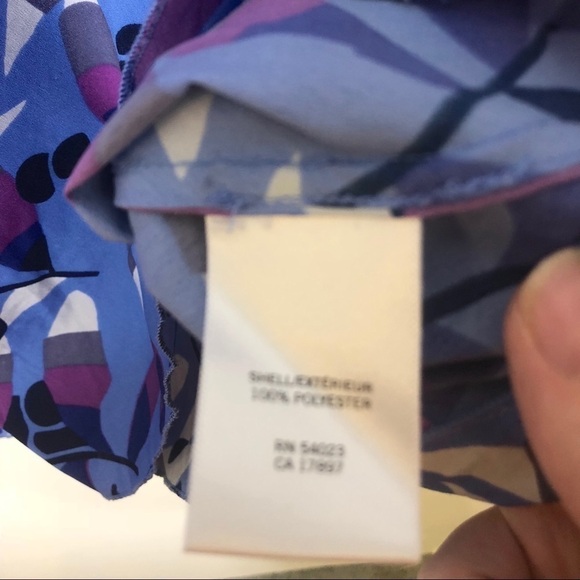 SHELL/EXTÉRIEUR
100% POLYESTER
RN 54023
CA 17897